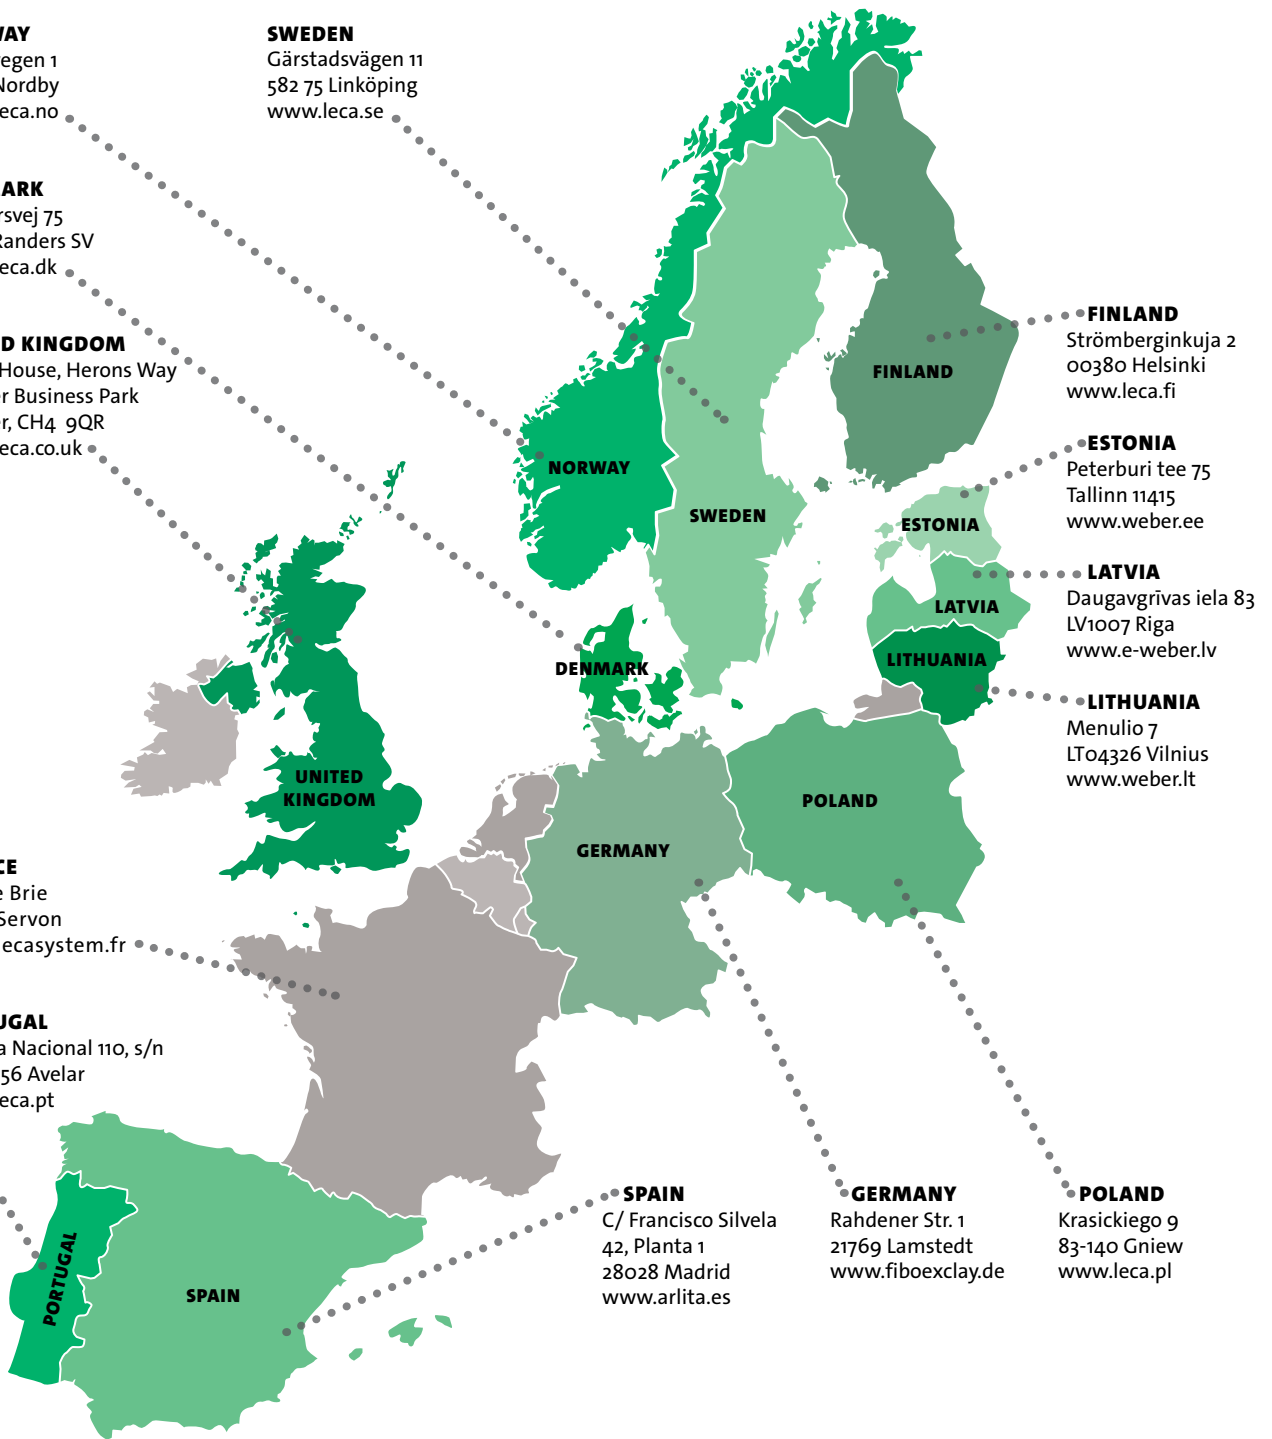 WAY
egen 1
Nordby
eca.no
SWEDEN
Gärstadsvägen 11
582 75 Linköping
www.leca.se
ARK
rsvej 75
Randers SV
eca.dk
D KINGDOM
House, Herons Way
er Business Park
er, CH4 9QR
eca.co.uk
FINLAND
Strömberginkuja 2
00380 Helsinki
www.leca.fi
ESTONIA
Peterburi tee 75
Tallinn 11415
www.weber.ee
LATVIA
Daugavgrīvas iela 83
LV1007 Riga
www.e-weber.lv
LITHUANIA
Menulio 7
LT04326 Vilnius
www.weber.lt
FINLAND
NORWAY
SWEDEN
ESTONIA
LATVIA
LITHUANIA
DENMARK
UNITED
KINGDOM
POLAND
GERMANY
CE
e Brie
Servon
ecasystem.fr
UGAL
a Nacional 110, s/n
56 Avelar
eca.pt
PORTUGAL
SPAIN
SPAIN
C/ Francisco Silvela
42, Planta 1
28028 Madrid
www.arlita.es
GERMANY
Rahdener Str. 1
21769 Lamstedt
www.fiboexclay.de
POLAND
Krasickiego 9
83-140 Gniew
www.leca.pl